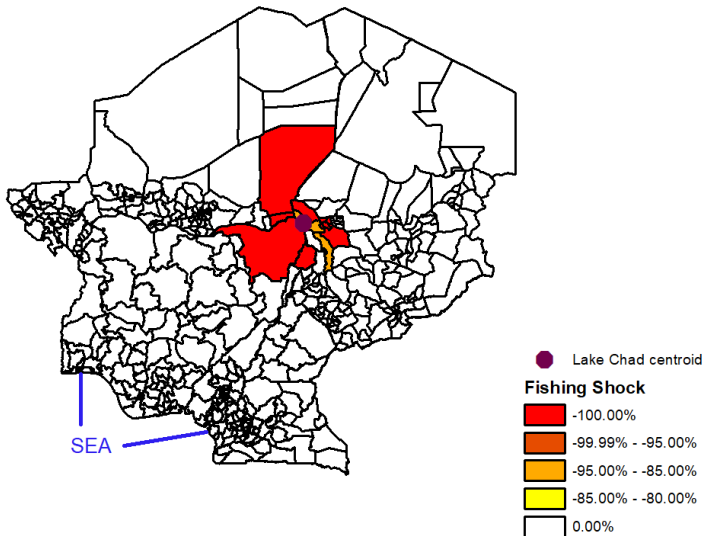 SEA
Lake Chad centroid
Fishing Shock
-100.00%
-99.99% - -95.00%
-95.00% - -85.00%
-85.00% - -80.00%
0.00%